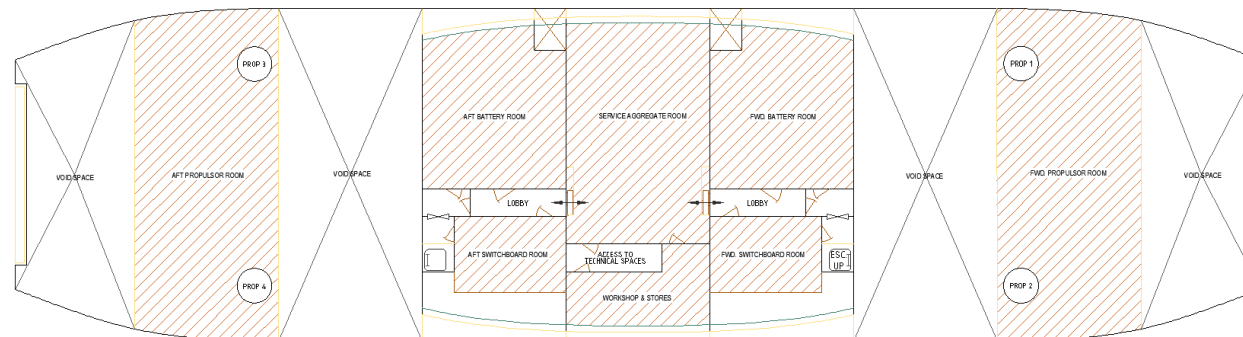 PROP 3
PROP 1
AFT BATTERY ROOM
SERVICE AGGREGATE ROOM
FWD. BATTERY ROOM
VOID SPACE
AFT PROPULSOR ROOM
VOID SPACE
VOID SPACE
FWD. PROPULSOR ROOM
VOID SPACE
LOBBY
LOBBY
AFT SWITCHBOARD ROOM
ACCESS TO
TECHNICAL SPACES
FWD. SWITCHBOARD ROOM
ESC.
UP
PROP 4
WORKSHOP & STORES
PROP 2